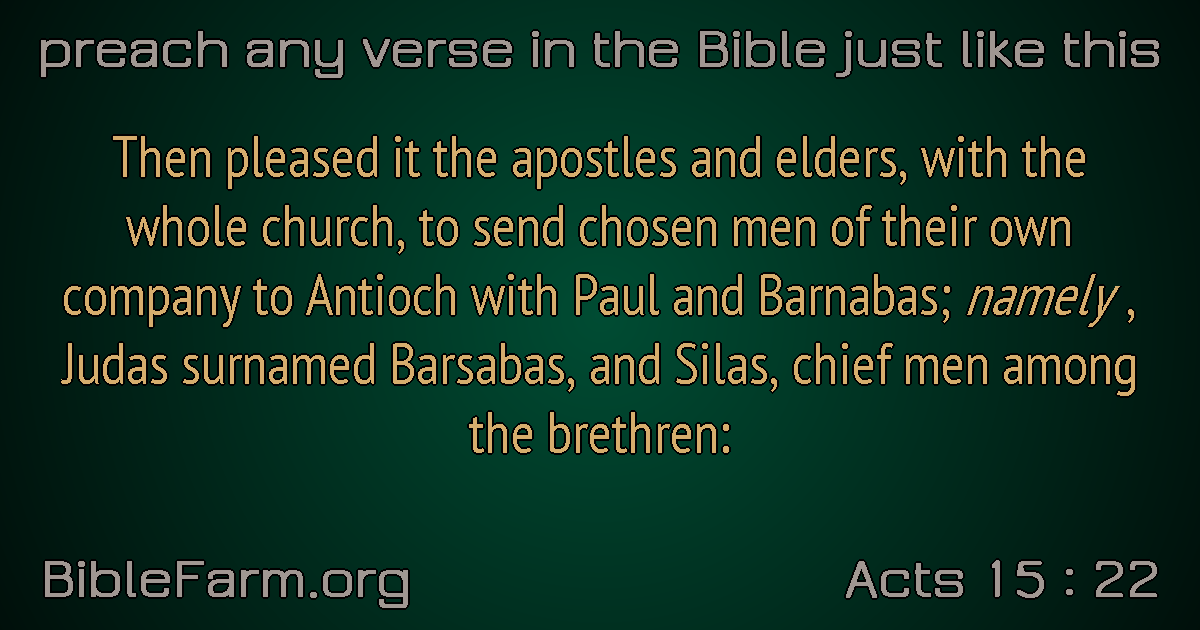 preach any verse in the Bible just like this
Then pleased it the apostles and elders, with the
whole church, to send chosen men of their own
company to Antioch with Paul and Barnabas; namely ,
Judas surnamed Barsabas, and Silas, chief men among
the brethren:
BibleFarm.org
Acts 15 : 22